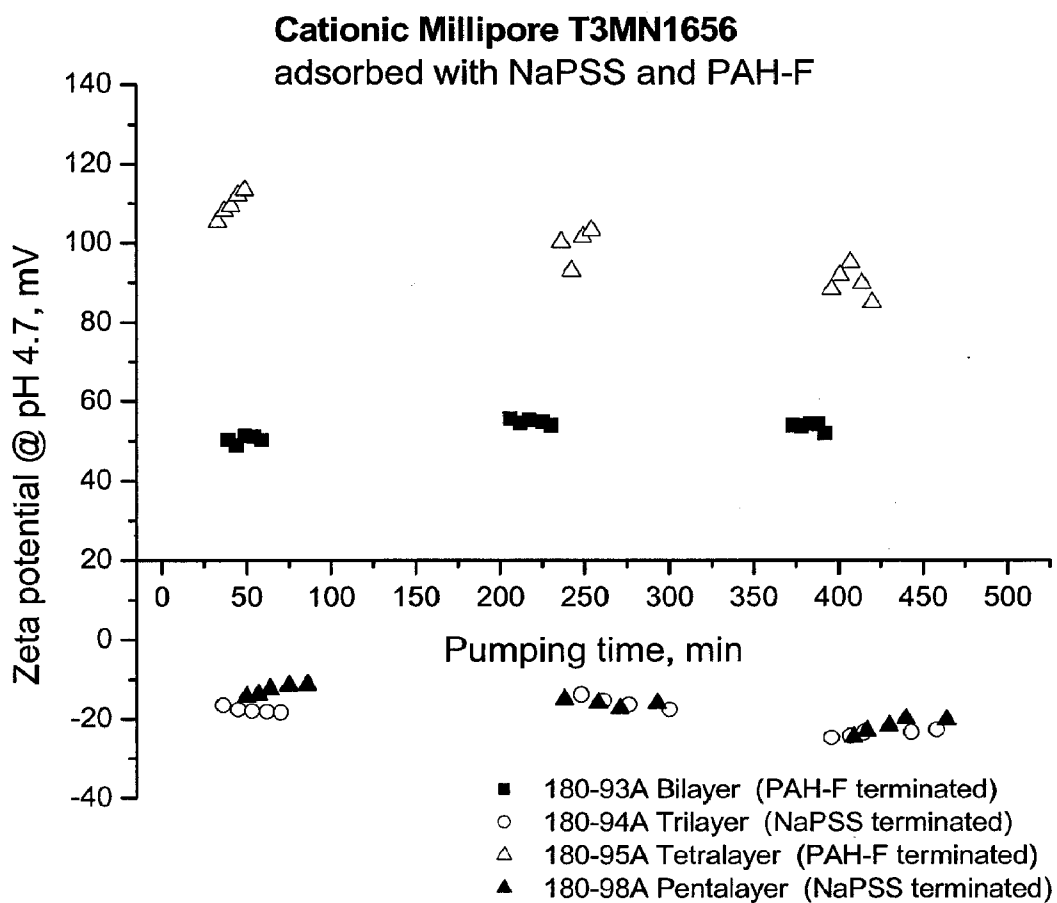 Cationic Millipore T3MN1656
adsorbed with NaPSS and PAH-F
140
120
100
80
60
40
20
0
-20
-40
Zeta potential @ pH 4.7, mV
0 50 100 150 200 250 300 350 400 450 500
Pumping time, min
180-93A Bilayer (PAH-F terminated)
180-94A Trilayer (NaPSS terminated)
180-95A Tetralayer (PAH-F terminated)
180-98A Pentalayer (NaPSS terminated)